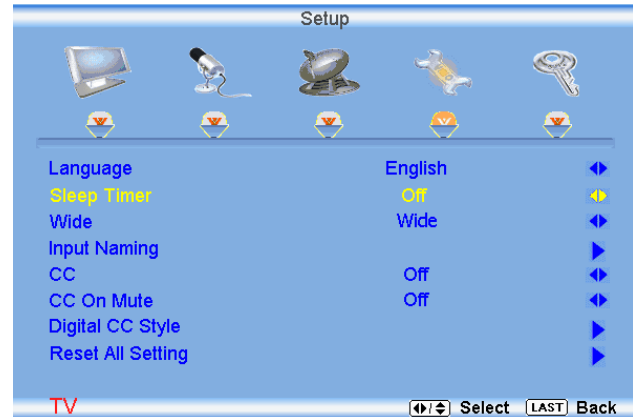 Setup
Language English
Sleep Timer Off
Wide Wide
Input Naming
CC Off
CC On Mute Off
Digital CC Style
Reset All Setting
TV Select LAST Back